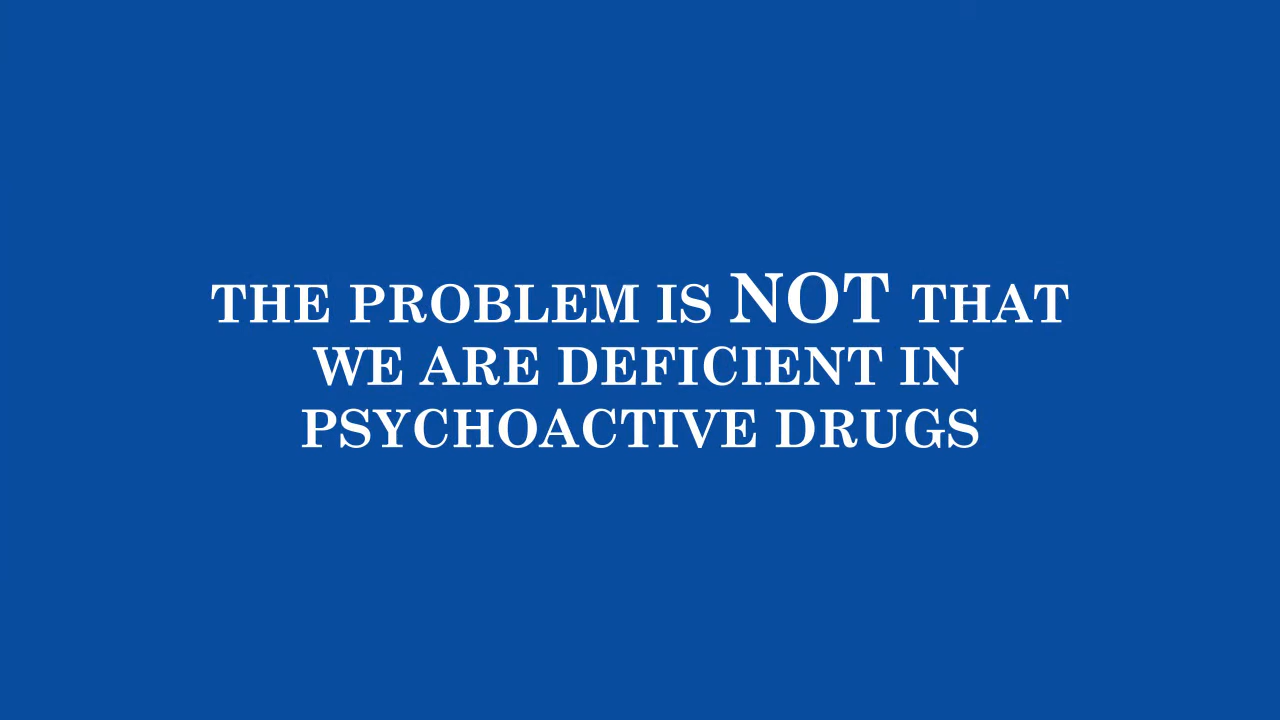 THE PROBLEM IS NOT THAT
WE ARE DEFICIENT IN
PSYCHOACTIVE DRUGS